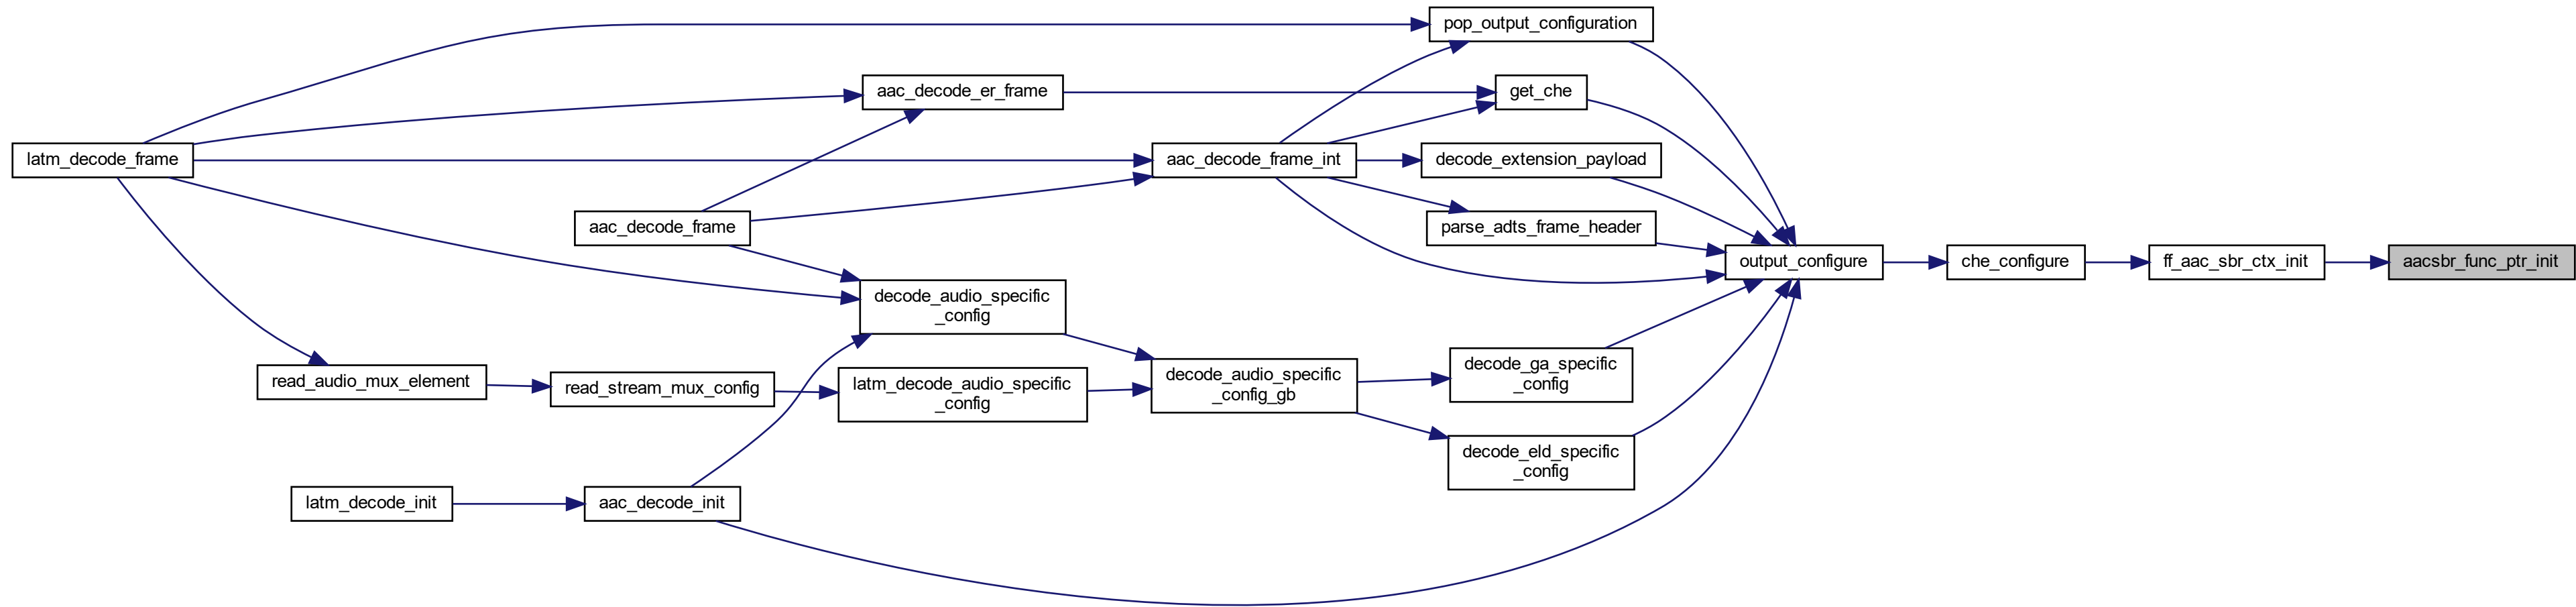 pop_output_configuration
aac_decode_er_frame
get_che
latm_decode_frame
aac_decode_frame_int
decode_extension_payload
aac_decode_frame
parse_adts_frame_header
output_configure
che_configure
ff_aac_sbr_ctx_init
aacsbr_func_ptr_init
decode_audio_specific
_config
read_audio_mux_element
read_stream_mux_config
latm_decode_audio_specific
_config
decode_audio_specific
_config_gb
decode_ga_specific
_config
decode_eld_specific
_config
latm_decode_init
aac_decode_init